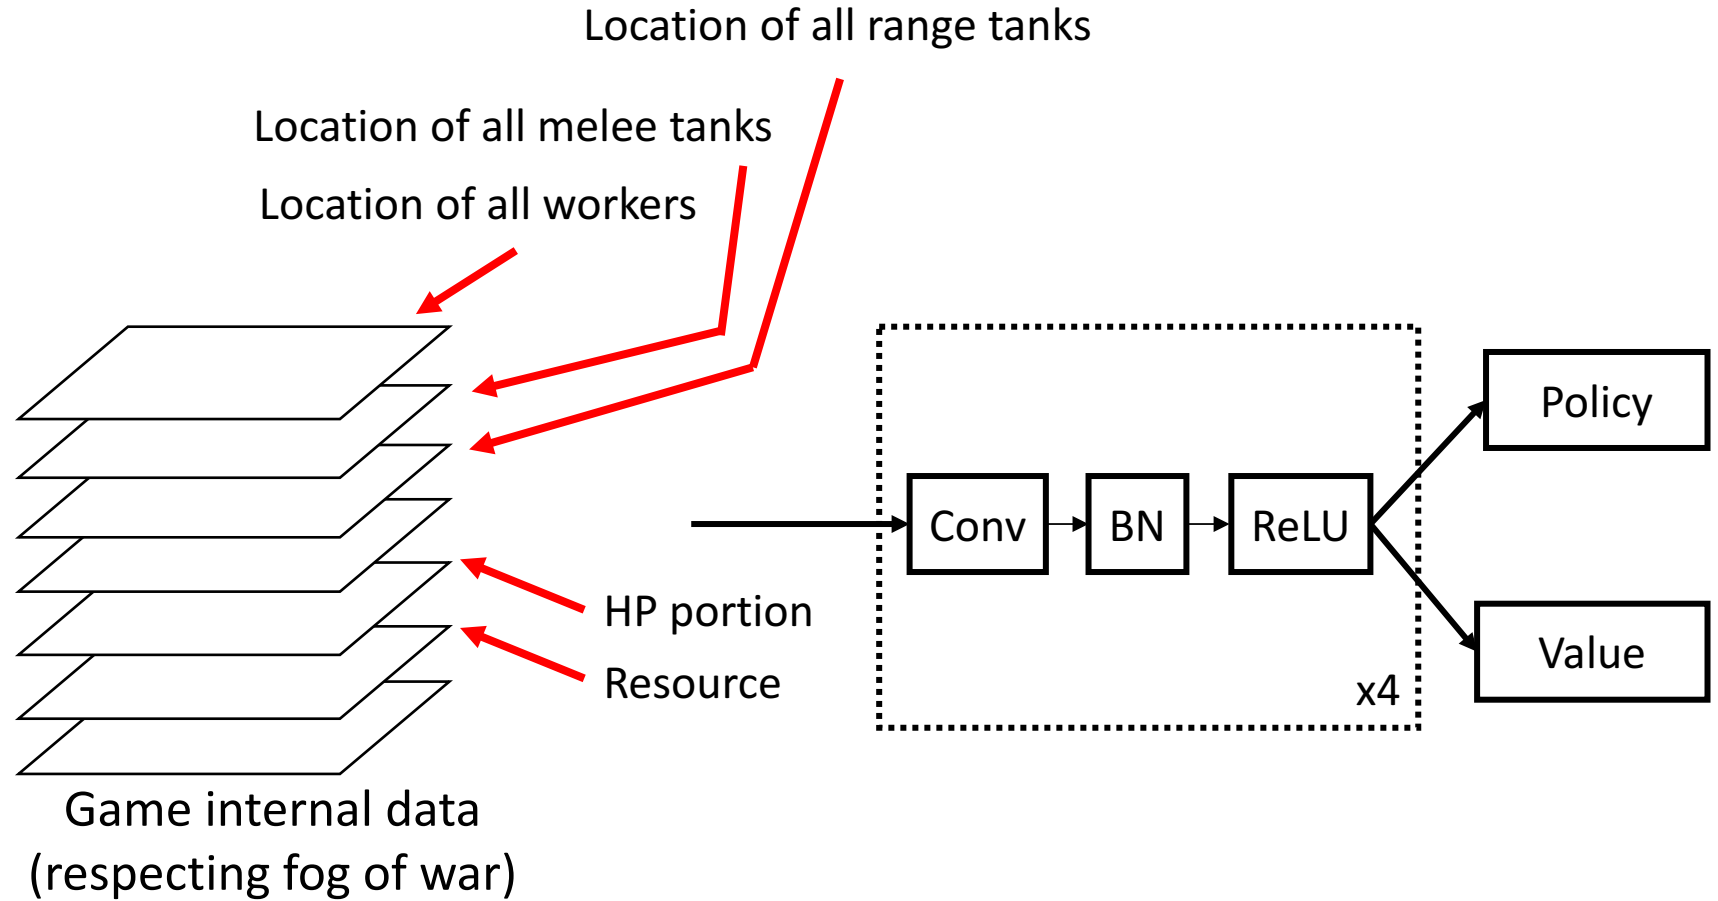 Location of all range tanks
Location of all melee tanks
Location of all workers
HP portion
Resource
Game internal data
(respecting fog of war)
Conv
BN
ReLU
x4
Policy
Value